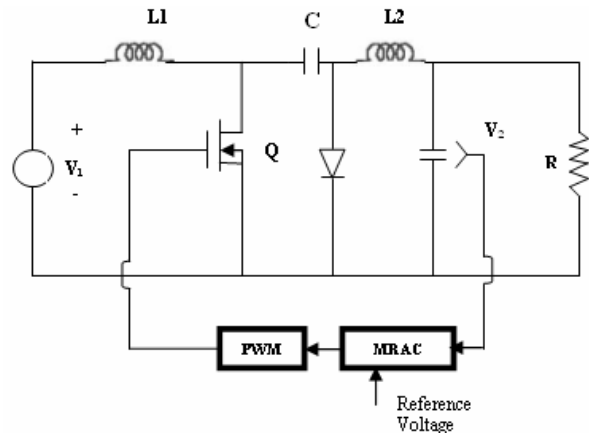 L1
C
L2
+
V₁
-
Q
V₂
R
PWM
MRAC
Reference
Voltage